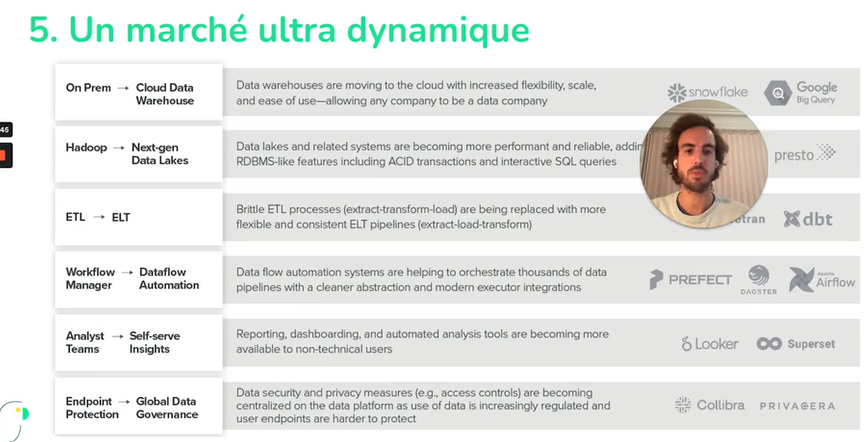 5. Un marché ultra dynamique
45
On Prem → Cloud Data
Warehouse
Data warehouses are moving to the cloud with increased flexibility, scale,
and ease of use—allowing any company to be a data company
snowflake
Google
Big Query
Hadoop → Next-gen
Data Lakes
Data lakes and related systems are becoming more performant and reliable, addin
RDBMS-like features including ACID transactions and interactive SQL queries
presto
ETL → ELT
Brittle ETL processes (extract-transform-load) are being replaced with more
flexible and consistent ELT pipelines (extract-load-transform)
etran
dbt
Workflow → Dataflow
Manager Automation
Data flow automation systems are helping to orchestrate thousands of data
pipelines with a cleaner abstraction and modern executor integrations
PREFECT
DAGSTER
Apache
Airflow
Analyst → Self-serve
Teams Insights
Reporting, dashboarding, and automated analysis tools are becoming more
available to non-technical users
Looker
Superset
Endpoint → Global Data
Protection Governance
Data security and privacy measures (e.g., access controls) are becoming
centralized on the data platform as use of data is increasingly regulated and
user endpoints are harder to protect
Collibra
PRIVACERA